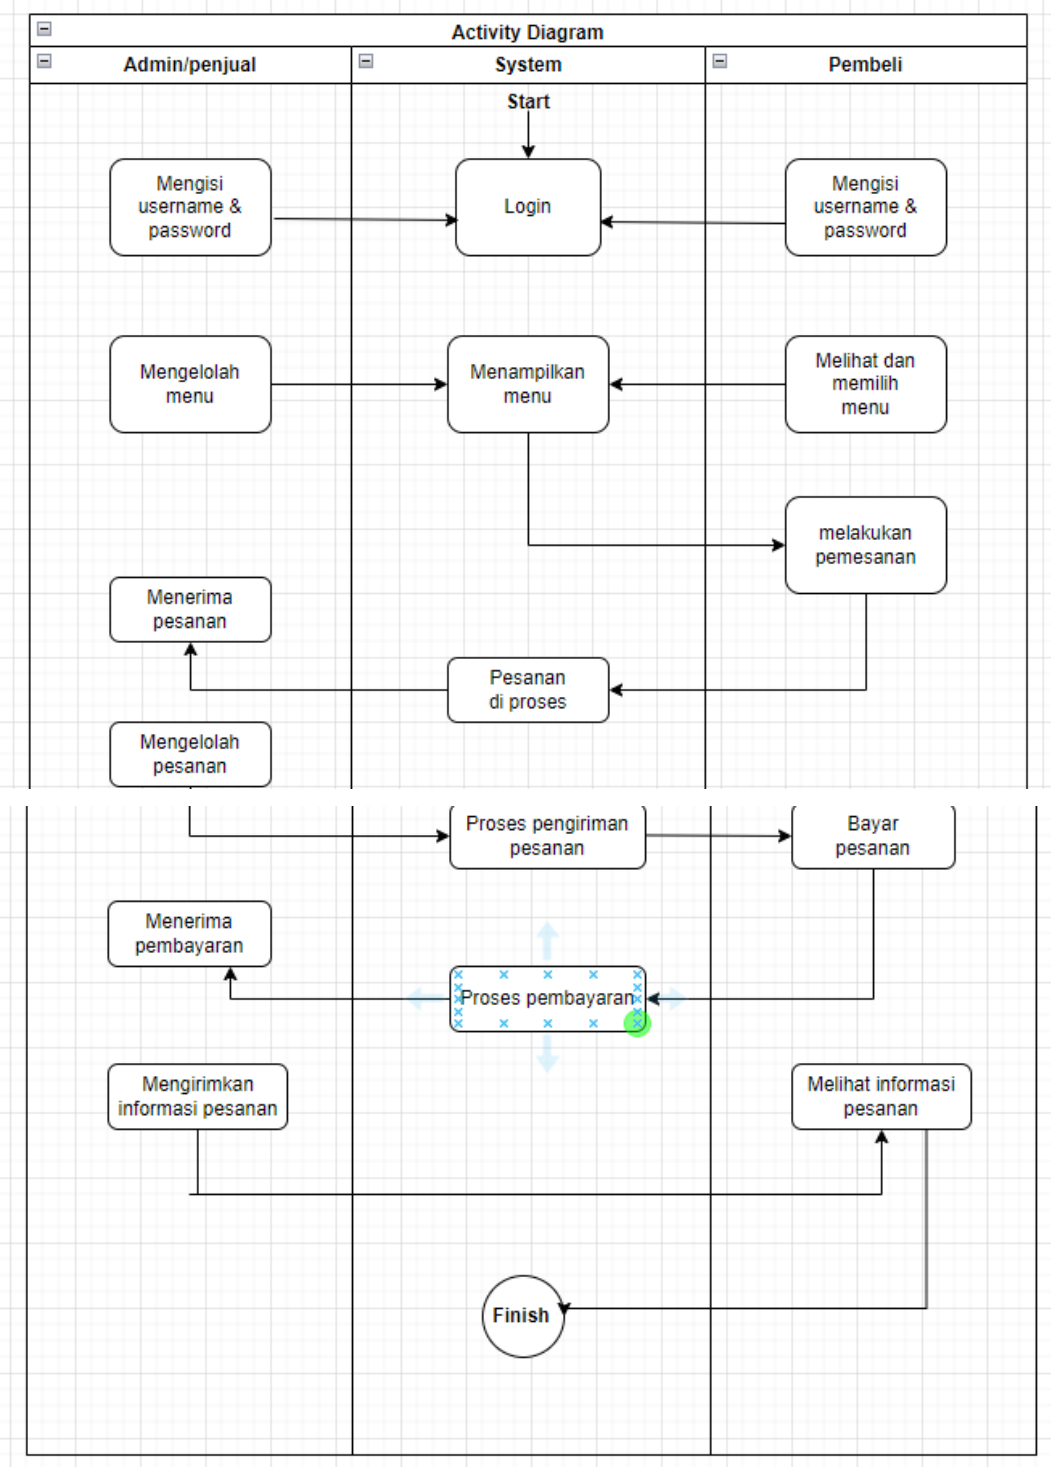 Activity Diagram
Admin/penjual
System
Pembeli
Start
Mengisi
username &
password
Login
Mengisi
username &
password
Mengelolah
menu
Menampilkan
menu
Melihat dan
memilih
menu
melakukan
pemesanan
Menerima
pesanan
Pesanan
di proses
Mengelolah
pesanan
Proses pengiriman
pesanan
Bayar
pesanan
Menerima
pembayaran
Proses pembayaran
Mengirimkan
informasi pesanan
Melihat informasi
pesanan
Finish